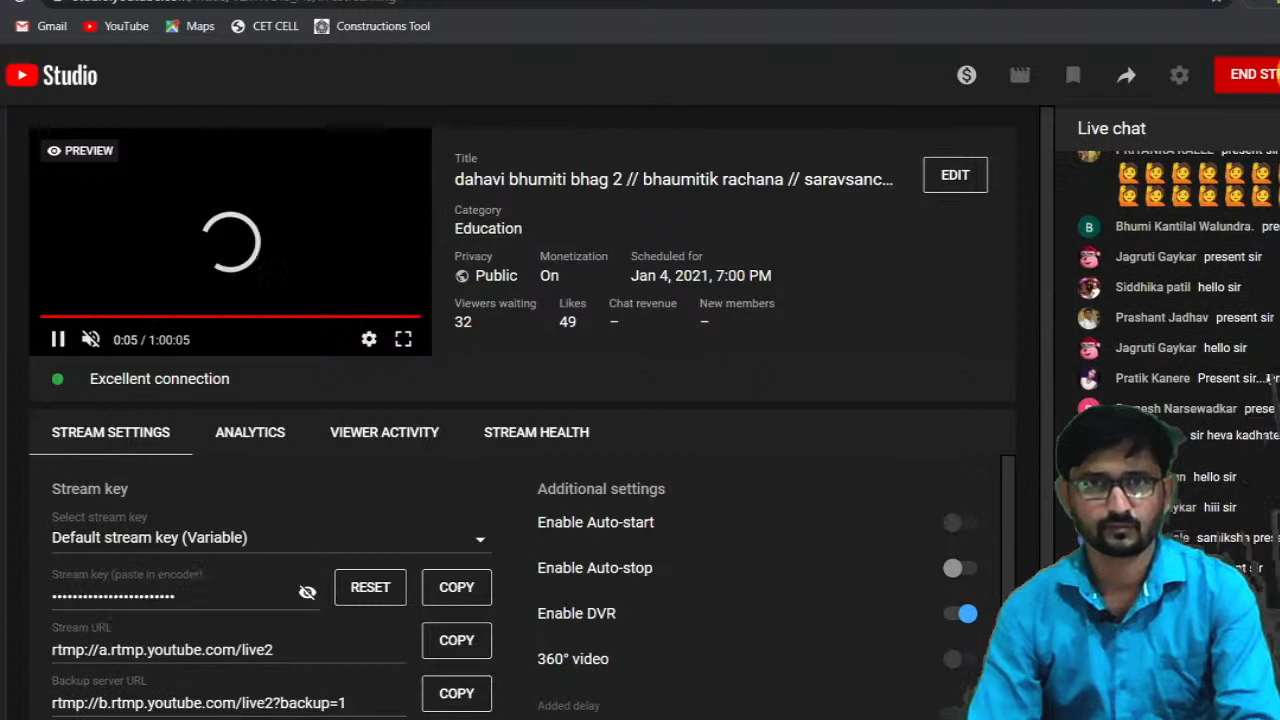 Gmail YouTube Maps CET CELL Constructions Tool
Studio
END ST
PREVIEW
0:05 / 1:00:05
Excellent connection
Title
dahavi bhumiti bhag 2 // bhaumitik rachana // saravsanc...
EDIT
Category
Education
Privacy Monetization Scheduled for
Public On Jan 4, 2021, 7:00 PM
Viewers waiting Likes Chat revenue New members
32 49 – –
STREAM SETTINGS ANALYTICS VIEWER ACTIVITY STREAM HEALTH
Stream key
Select stream key
Default stream key (Variable)
Stream key (paste in encoder)
RESET COPY
Stream URL
rtmp://a.rtmp.youtube.com/live2
COPY
Backup server URL
rtmp://b.rtmp.youtube.com/live2?backup=1
COPY
Additional settings
Enable Auto-start
Enable Auto-stop
Enable DVR
360° video
Added delay
Live chat
present sir
B Bhumi Kantilal Walundra. pre
Jagruti Gaykar present sir
Siddhika patil hello sir
Prashant Jadhav present sir
Jagruti Gaykar hello sir
Pratik Kanere Present sir...
Narsewadkar prese
sir heva kadhate
hello sir
hiii sir
samiksha pres